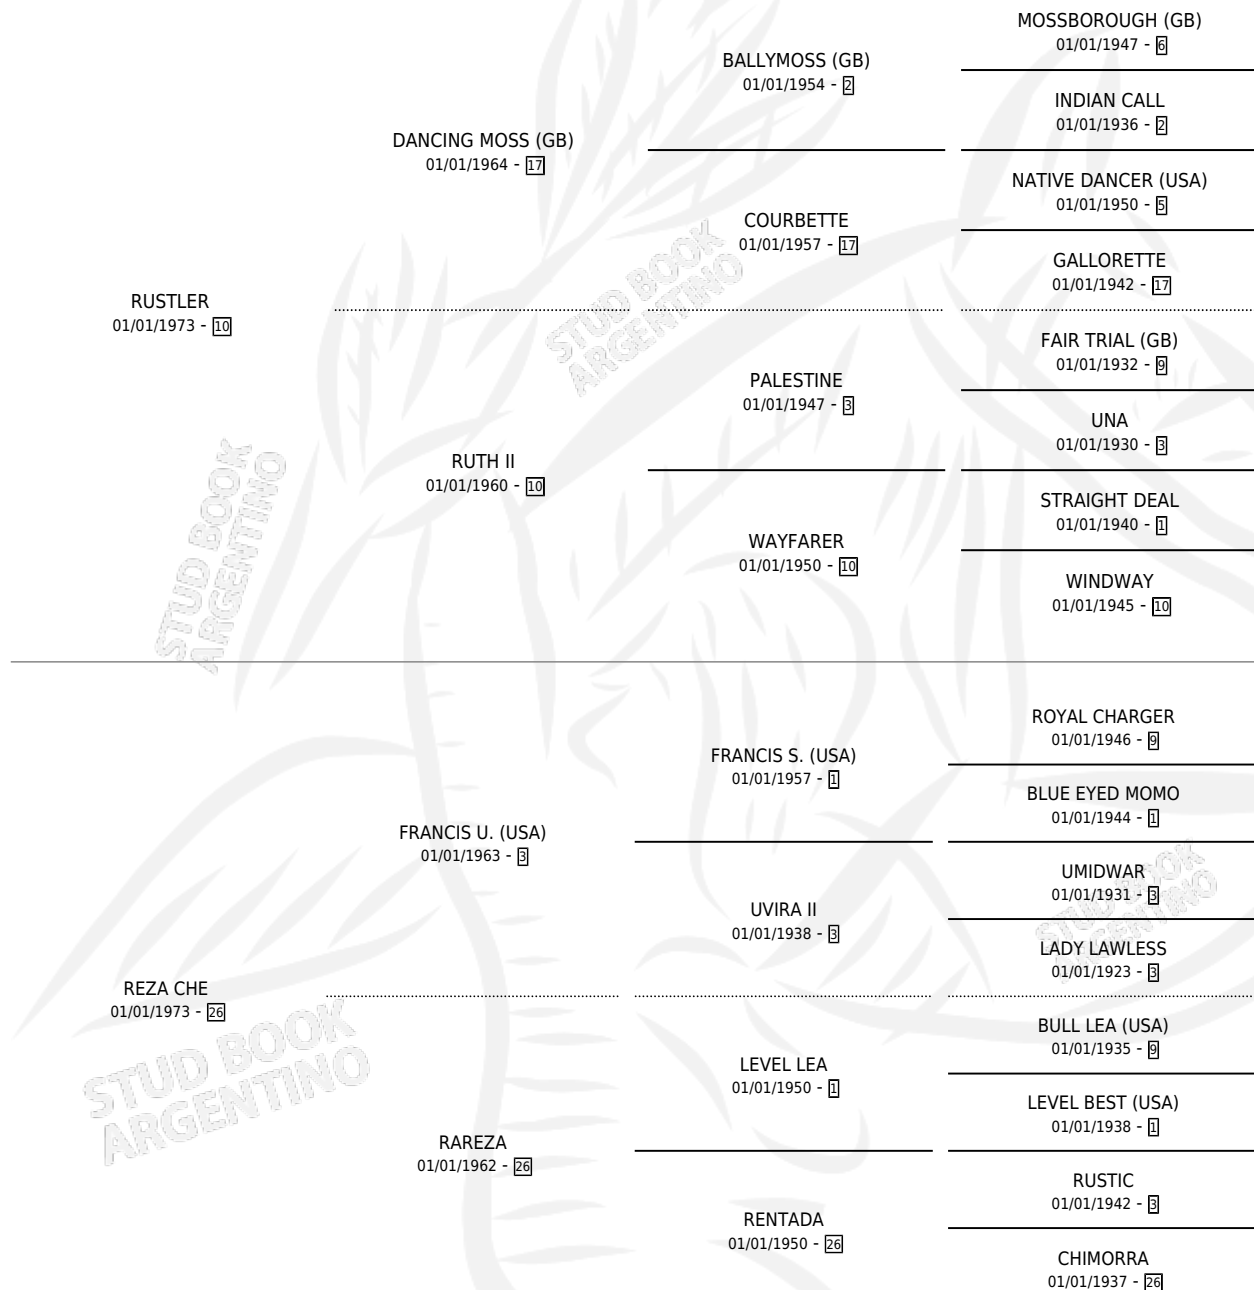 MOSSBOROUGH (GB)
01/01/1947 - 6
BALLYMOSS (GB)
01/01/1954 - 2
INDIAN CALL
01/01/1936 - 2
DANCING MOSS (GB)
01/01/1964 - 17
NATIVE DANCER (USA)
01/01/1950 - 5
COURBETTE
01/01/1957 - 17
GALLORETTE
01/01/1942 - 17
RUSTLER
01/01/1973 - 10
FAIR TRIAL (GB)
01/01/1932 - 9
PALESTINE
01/01/1947 - 3
UNA
01/01/1930 - 3
RUTH II
01/01/1960 - 10
STRAIGHT DEAL
01/01/1940 - 1
WAYFARER
01/01/1950 - 10
WINDWAY
01/01/1945 - 10
STUD BOOK
ARGENTINO
STUD BOOK
ARGENTINO
ROYAL CHARGER
01/01/1946 - 9
FRANCIS S. (USA)
01/01/1957 - 1
BLUE EYED MOMO
01/01/1944 - 1
FRANCIS U. (USA)
01/01/1963 - 3
UMIDWAR
01/01/1931 - 3
UVIRA II
01/01/1938 - 3
LADY LAWLESS
01/01/1923 - 3
REZA CHE
01/01/1973 - 26
BULL LEA (USA)
01/01/1935 - 9
LEVEL LEA
01/01/1950 - 1
LEVEL BEST (USA)
01/01/1938 - 1
RAREZA
01/01/1962 - 26
RUSTIC
01/01/1942 - 3
RENTADA
01/01/1950 - 26
CHIMORRA
01/01/1937 - 26
STUD BOOK
ARGENTINO
STUD BOOK
ARGENTINO